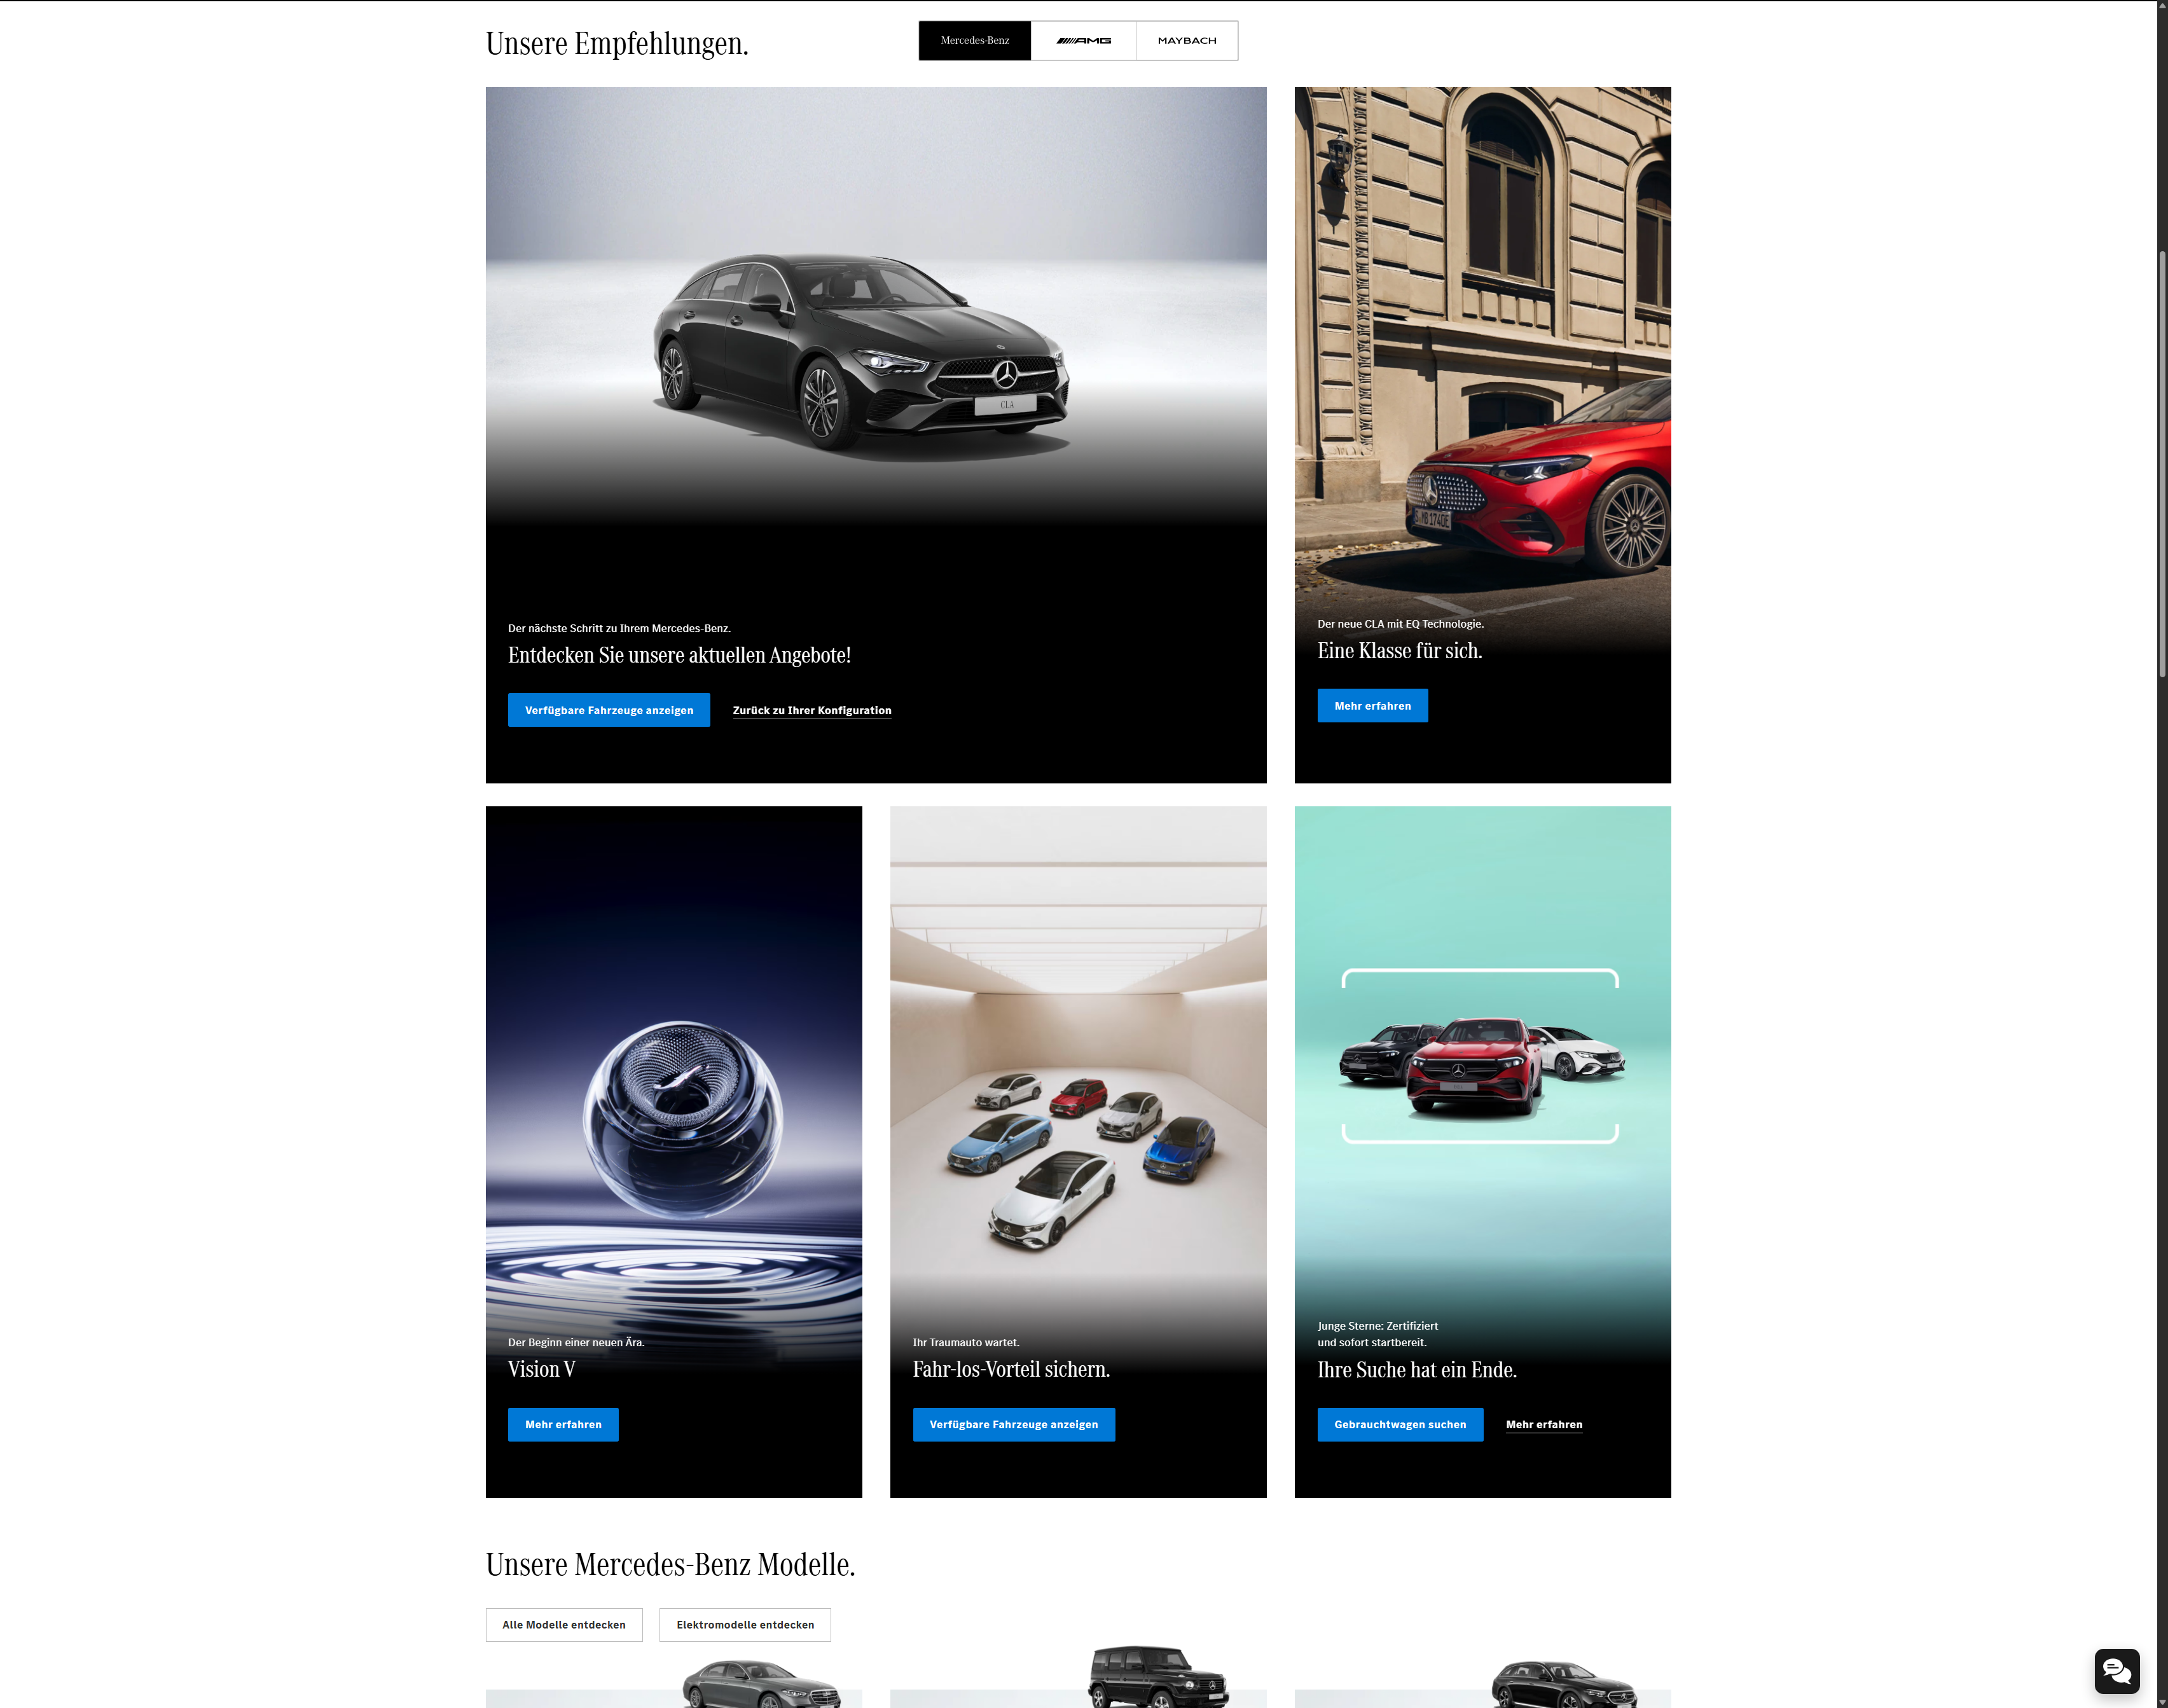 Unsere Empfehlungen.
Mercedes-Benz
AMG
MAYBACH
CLA
S·MB 1740E
Der nächste Schritt zu Ihrem Mercedes-Benz.
Entdecken Sie unsere aktuellen Angebote!
Verfügbare Fahrzeuge anzeigen
Zurück zu Ihrer Konfiguration
Der neue CLA mit EQ Technologie.
Eine Klasse für sich.
Mehr erfahren
Der Beginn einer neuen Ära.
Vision V
Mehr erfahren
Ihr Traumauto wartet.
Fahr-los-Vorteil sichern.
Verfügbare Fahrzeuge anzeigen
Junge Sterne: Zertifiziert
und sofort startbereit.
Ihre Suche hat ein Ende.
Gebrauchtwagen suchen
Mehr erfahren
Unsere Mercedes-Benz Modelle.
Alle Modelle entdecken
Elektromodelle entdecken